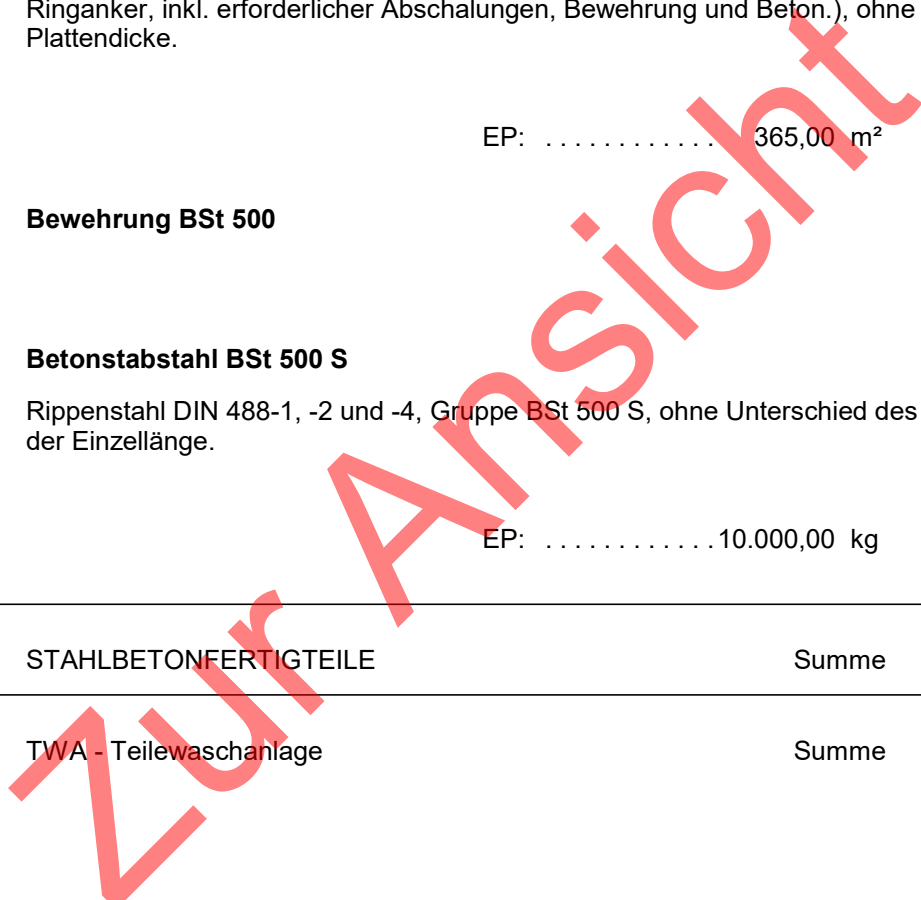 Ringanker, inkl. erforderlicher Abschalungen, Bewehrung und Beton.), ohne
Plattendicke.
EP: . . . . . . . . . . . . 365,00 m²
Bewehrung BSt 500
Betonstabstahl BSt 500 S
Rippenstahl DIN 488-1, -2 und -4, Gruppe BSt 500 S, ohne Unterschied des
der Einzellänge.
EP: . . . . . . . . . . . . 10.000,00 kg
STAHLBETONFERTIGTEILE Summe
TWA - Teilewaschanlage Summe
Zur Ansicht